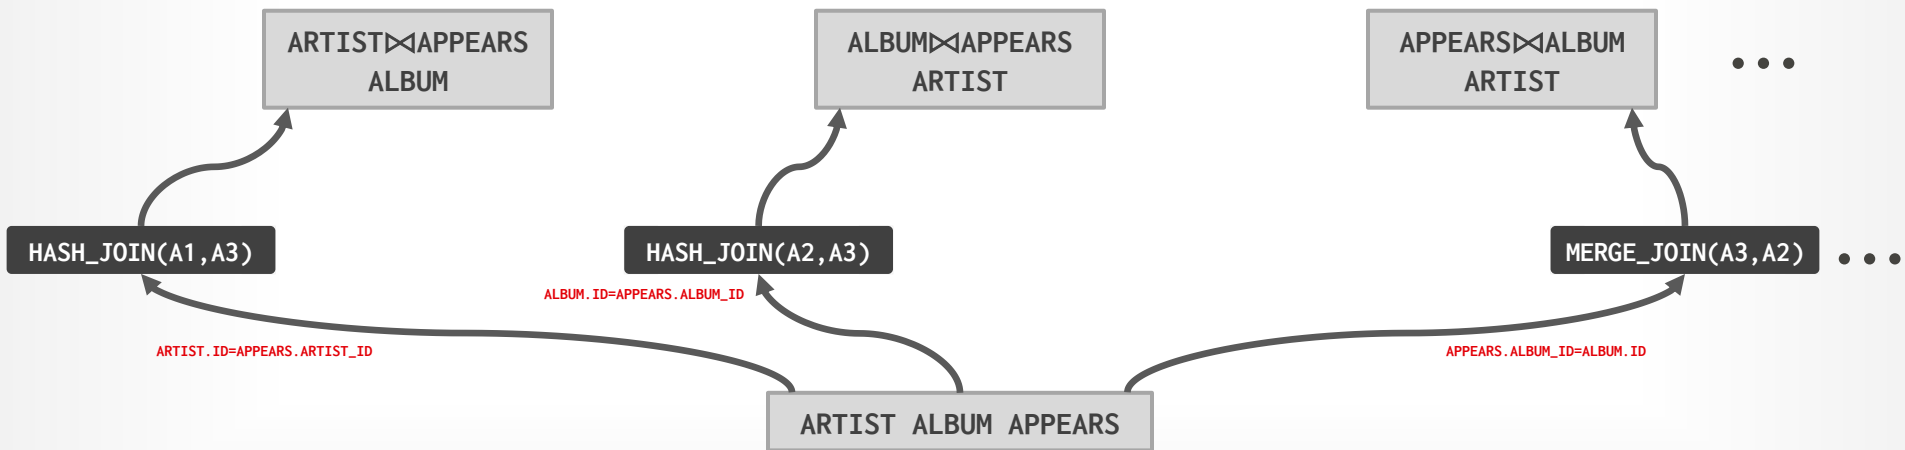 ARTIST⋈APPEARS
ALBUM
ALBUM⋈APPEARS
ARTIST
APPEARS⋈ALBUM
ARTIST
•••
HASH_JOIN(A1,A3)
HASH_JOIN(A2,A3)
MERGE_JOIN(A3,A2)
•••
ALBUM.ID=APPEARS.ALBUM_ID
ARTIST.ID=APPEARS.ARTIST_ID
APPEARS.ALBUM_ID=ALBUM.ID
ARTIST ALBUM APPEARS